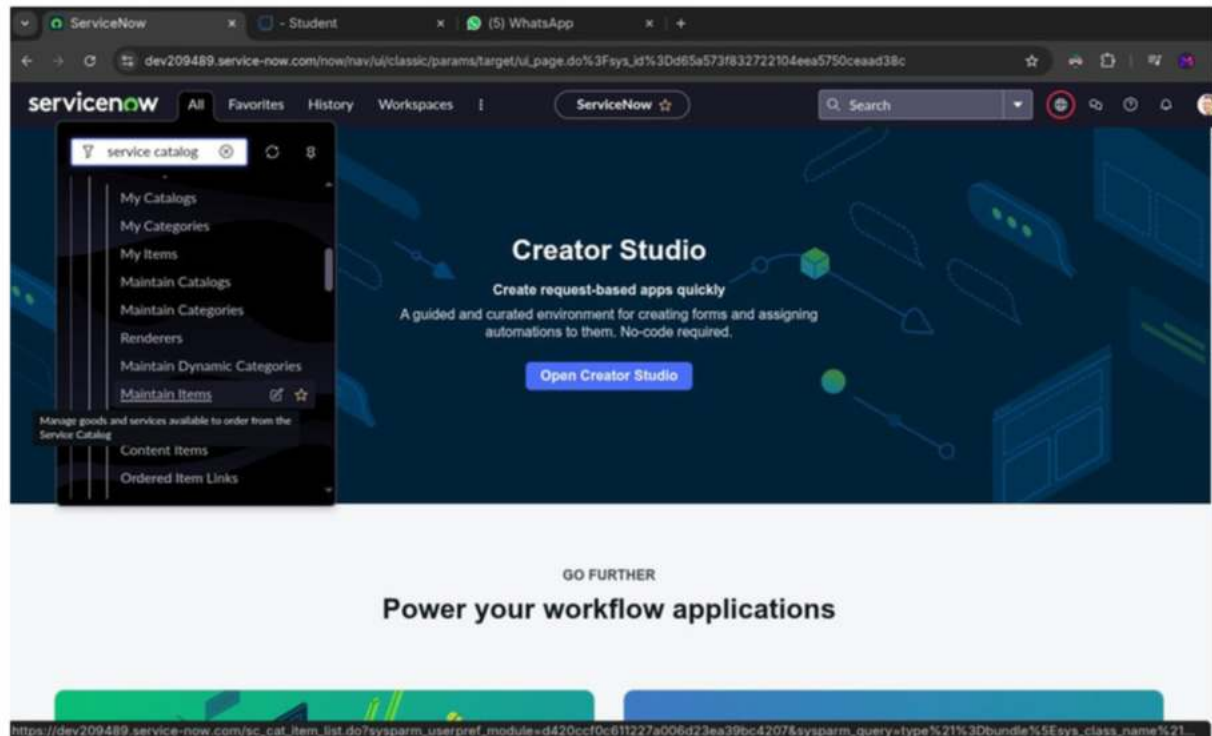 ServiceNow
- Student
(5) WhatsApp
dev209489.service-now.com/now/nav/ui/classic/params/target/ui_page.do%3Fsys_id%3Dd65a573f832722104eea5750ceaad38c
servicenow All Favorites History Workspaces ServiceNow Search
service catalog
My Catalogs
My Categories
My Items
Maintain Catalogs
Maintain Categories
Renderers
Maintain Dynamic Categories
Maintain Items
Manage goods and services available to order from the
Service Catalog
Content Items
Ordered Item Links
Creator Studio
Create request-based apps quickly
A guided and curated environment for creating forms and assigning
automations to them. No-code required.
Open Creator Studio
GO FURTHER
Power your workflow applications
https://dev209489.service-now.com/sc_cat_item_list.do?sysparm_userpref_module=d420ccf0c611227a006d23ea39bc4207&sysparm_query=type%21%3Dbundle%5Esys_class_name%21...